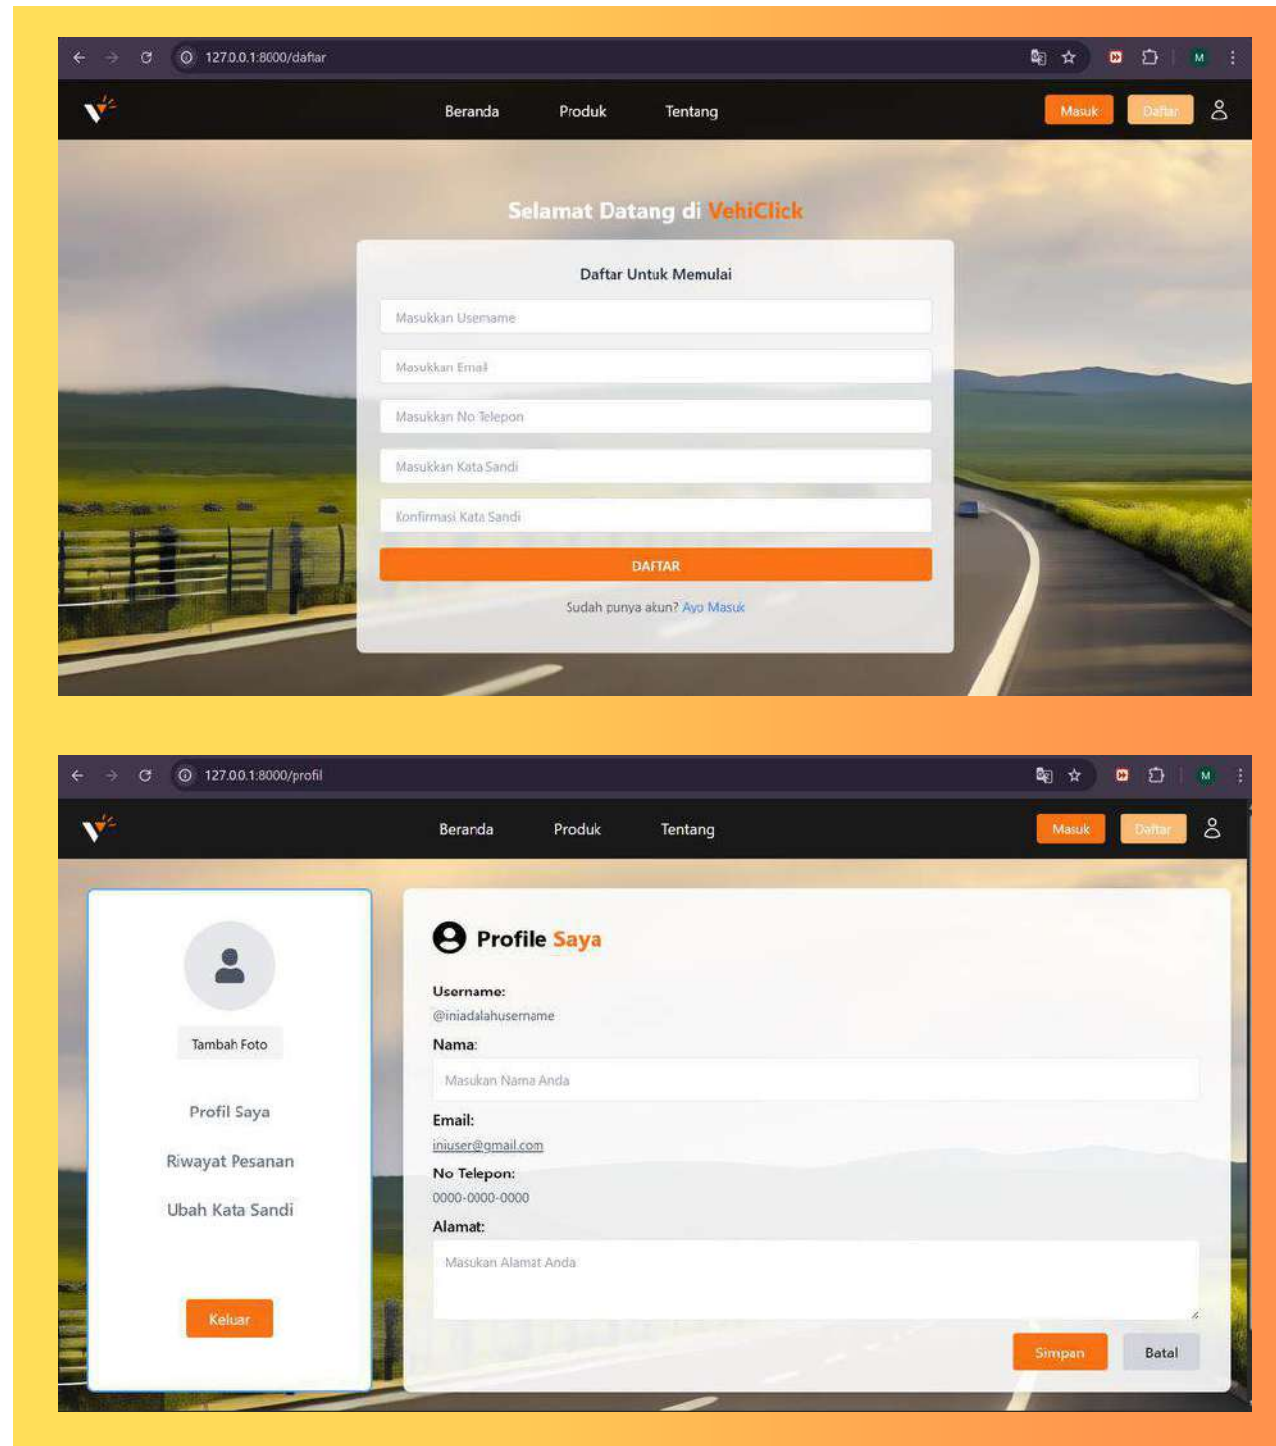 127.0.0.1:8000/daftar
M
Beranda Produk Tentang Masuk Daftar
Selamat Datang di VehiClick
Daftar Untuk Memulai
Masukkan Username
Masukkan Email
Masukkan No Telepon
Masukkan Kata Sandi
Konfirmasi Kata Sandi
DAFTAR
Sudah punya akun? Ayo Masuk
127.0.0.1:8000/profil
M
Beranda Produk Tentang Masuk Daftar
Tambah Foto
Profil Saya
Riwayat Pesanan
Ubah Kata Sandi
Keluar
Profile Saya
Username:
@iniadalahusername
Nama:
Masukan Nama Anda
Email:
iniuser@gmail.com
No Telepon:
0000-0000-0000
Alamat:
Masukan Alamat Anda
Simpan Batal